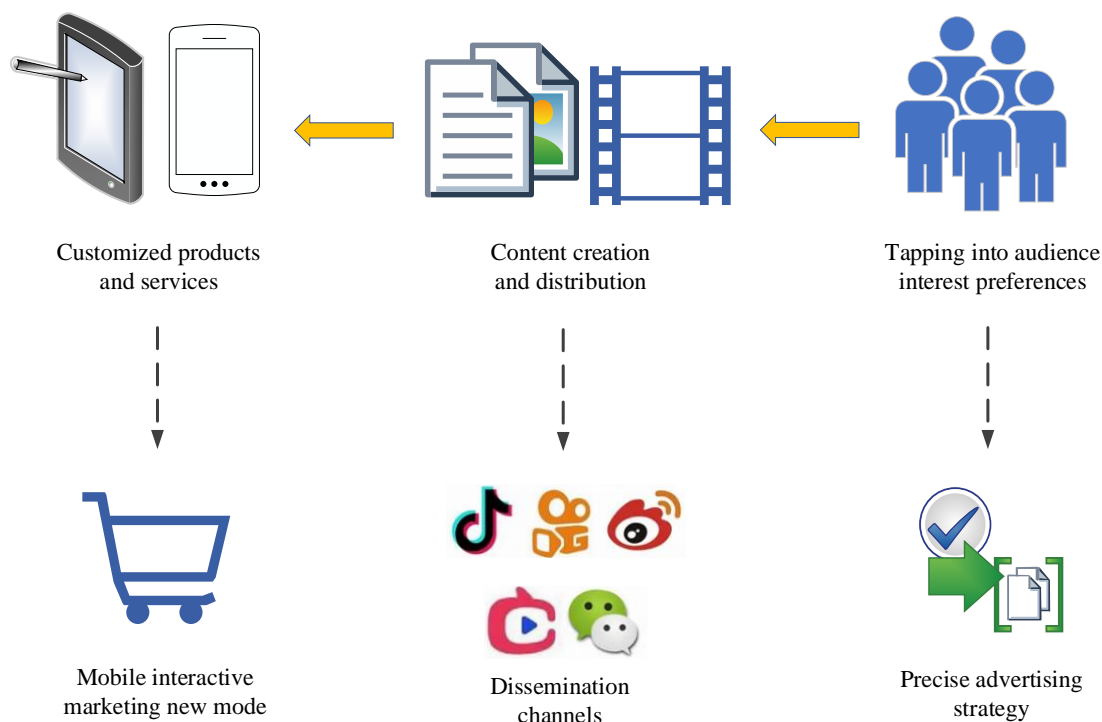 Customized products
and services
Content creation
and distribution
Tapping into audience
interest preferences
Mobile interactive
marketing new mode
Dissemination
channels
Precise advertising
strategy